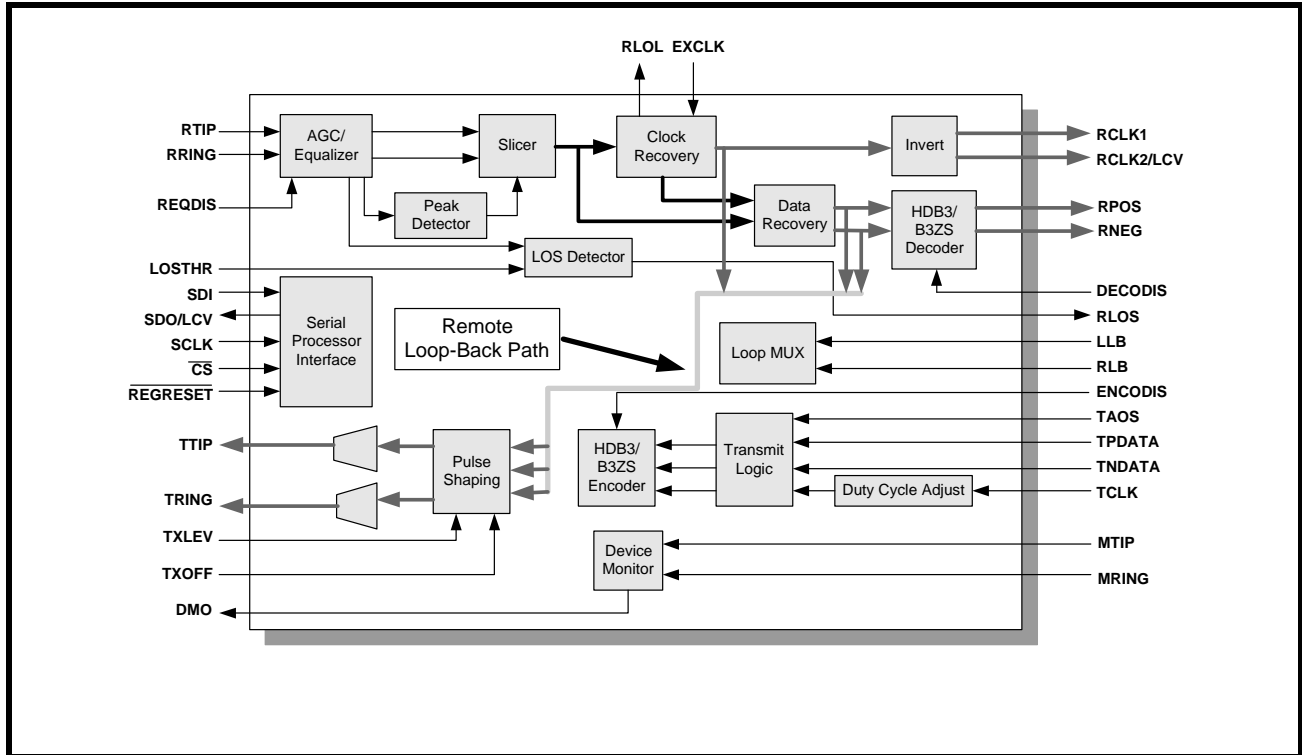 RLOL EXCLK
RTIP
RRING
REQDIS
LOSTHR
SDI
SDO/LCV
SCLK
CS
REGRESET
TTIP
TRING
TXLEV
TXOFF
DMO
AGC/
Equalizer
Slicer
Peak
Detector
LOS Detector
Clock
Recovery
Data
Recovery
Invert
HDB3/
B3ZS
Decoder
Serial
Processor
Interface
Remote
Loop-Back Path
Loop MUX
Pulse
Shaping
HDB3/
B3ZS
Encoder
Transmit
Logic
Duty Cycle Adjust
Device
Monitor
RCLK1
RCLK2/LCV
RPOS
RNEG
DECODIS
RLOS
LLB
RLB
ENCODIS
TAOS
TPDATA
TNDATA
TCLK
MTIP
MRING